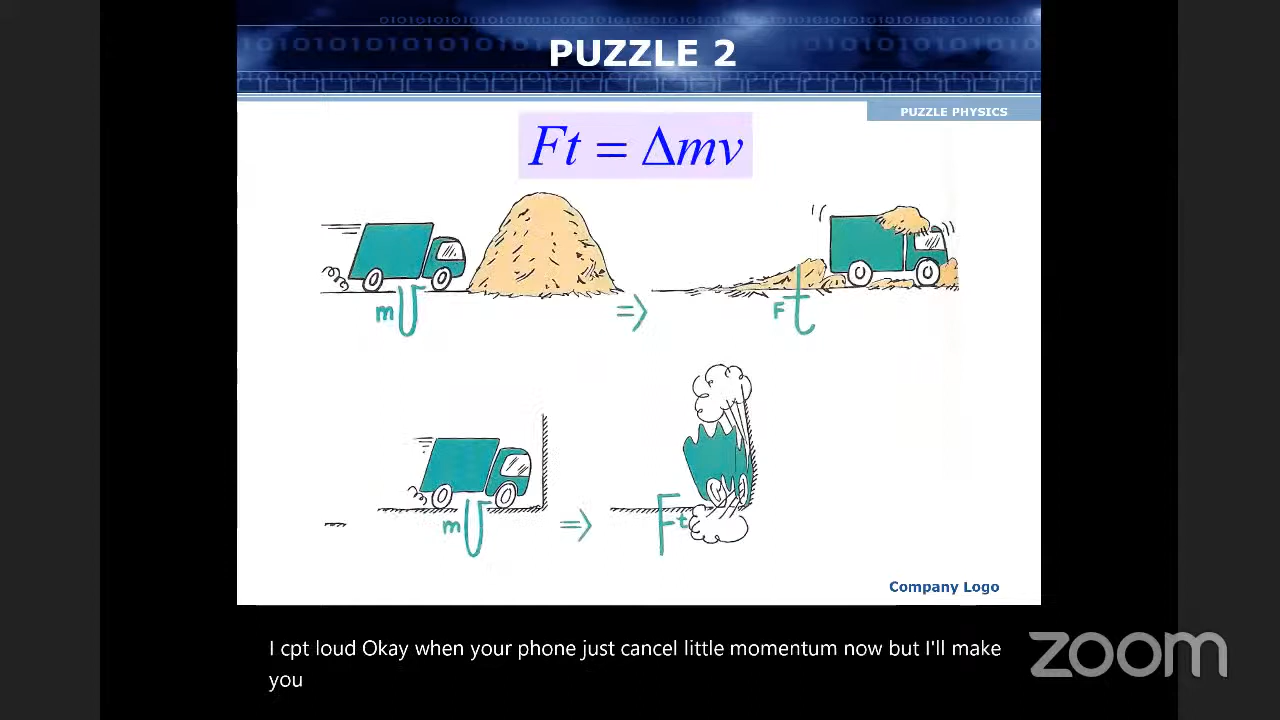 PUZZLE 2
PUZZLE PHYSICS
Ft = Δmv
mv
=>
Ft
mv
=>
Ft
Company Logo
I cpt loud Okay when your phone just cancel little momentum now but I'll make
you
zoom